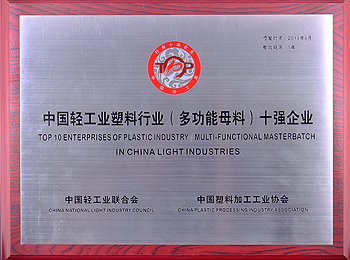 TOP
中国轻工业塑料行业（多功能母料）十强企业
TOP 10 ENTERPRISES OF PLASTIC INDUSTRY MULTI-FUNCTIONAL MASTERBATCH
IN CHINA LIGHT INDUSTRIES
中国轻工业联合会 中国塑料加工工业协会
CHINA NATIONAL LIGHT INDUSTRY COUNCIL CHINA PLASTIC PROCESSING INDUSTRY ASSOCIATION